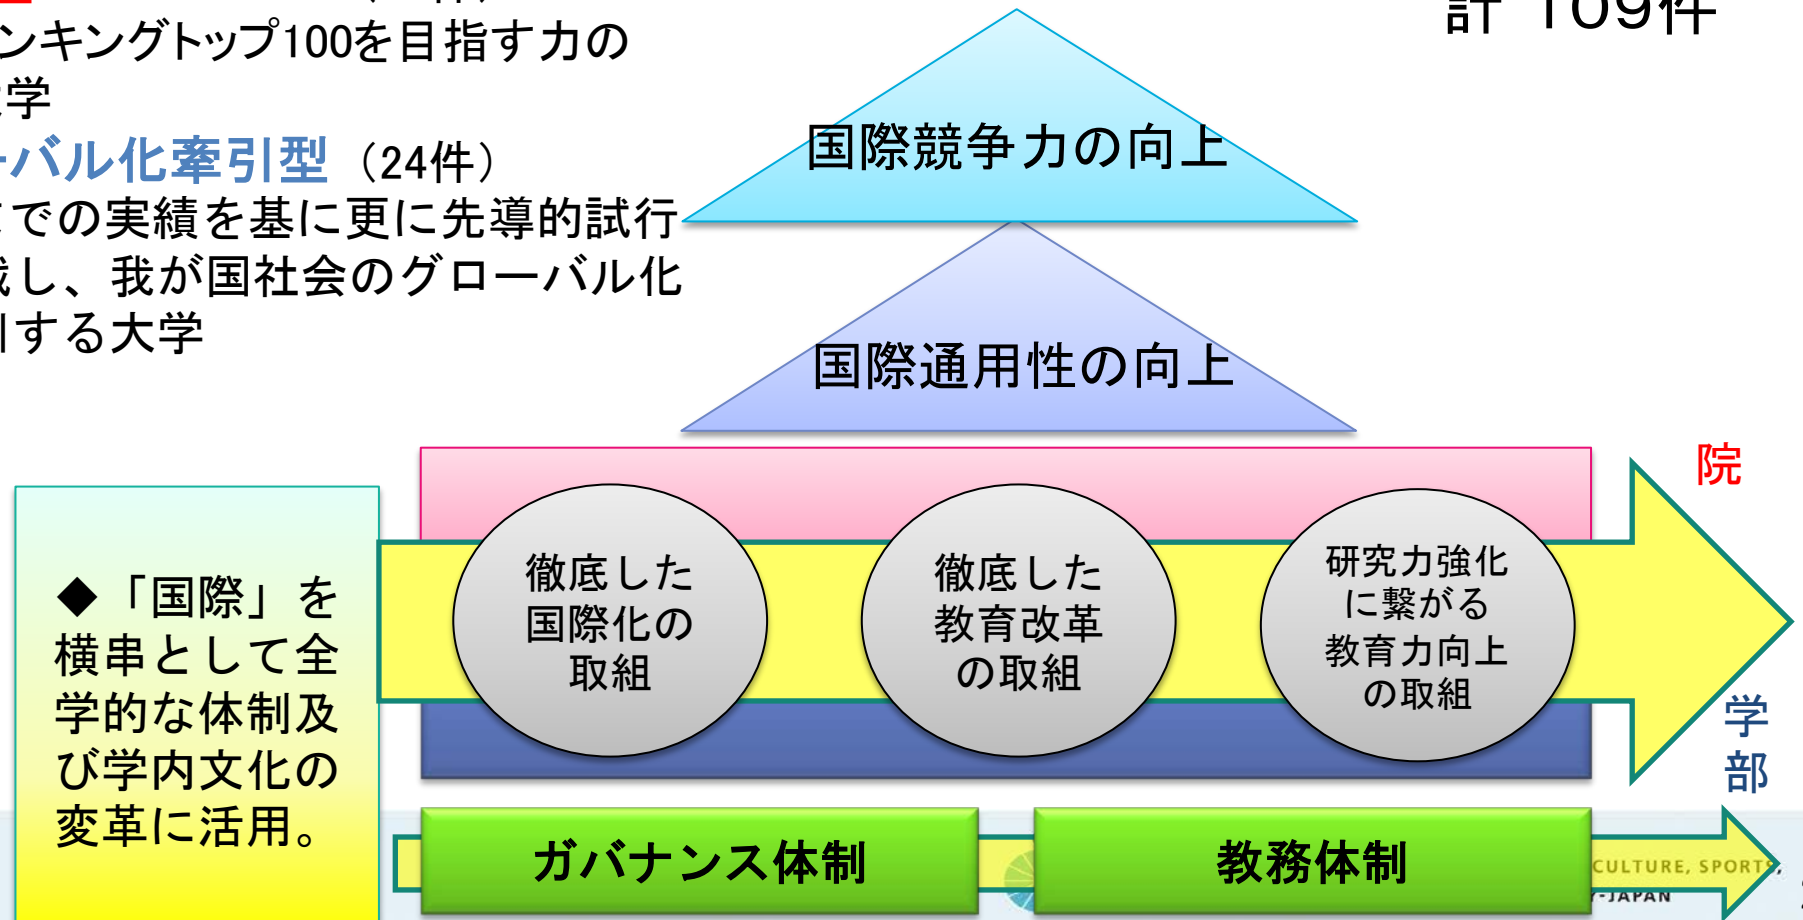 計 109件
ンキングトップ100を目指す力の
学
バル化牽引型（24件）
での実績を基に更に先導的試行
し、我が国社会のグローバル化
する大学
国際競争力の向上
国際通用性の向上
院
◆「国際」を
横串として全
学的な体制及
び学内文化の
変革に活用。
徹底した
国際化の
取組
徹底した
教育改革
の取組
研究力強化
に繋がる
教育力向上
の取組
学
部
ガバナンス体制
教務体制
CULTURE, SPORTS,
Y-JAPAN